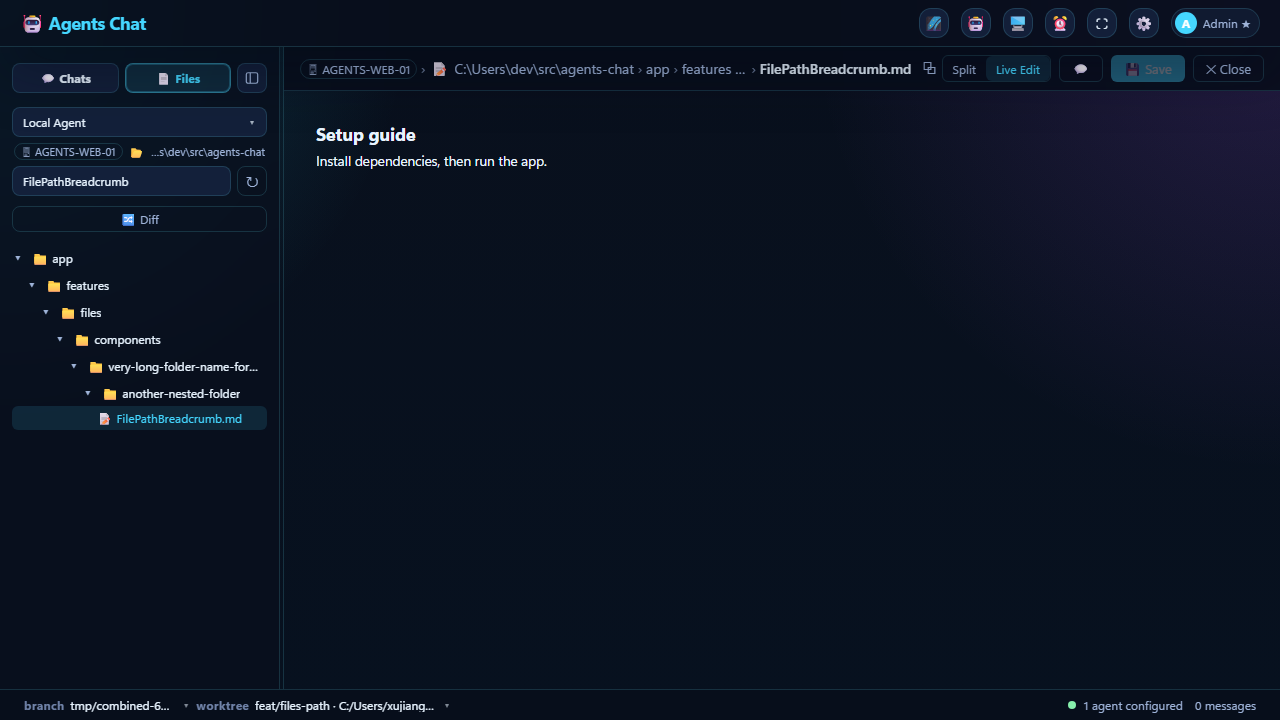 Agents Chat
A Admin ★
Chats Files
AGENTS-WEB-01 › C:\Users\dev\src\agents-chat › app › features ... › FilePathBreadcrumb.md Split Live Edit Save Close
Local Agent
AGENTS-WEB-01 ...s\dev\src\agents-chat
FilePathBreadcrumb
Diff
app
features
files
components
very-long-folder-name-for...
another-nested-folder
FilePathBreadcrumb.md
Setup guide
Install dependencies, then run the app.
branch tmp/combined-6... worktree feat/files-path · C:/Users/xujiang... 1 agent configured 0 messages